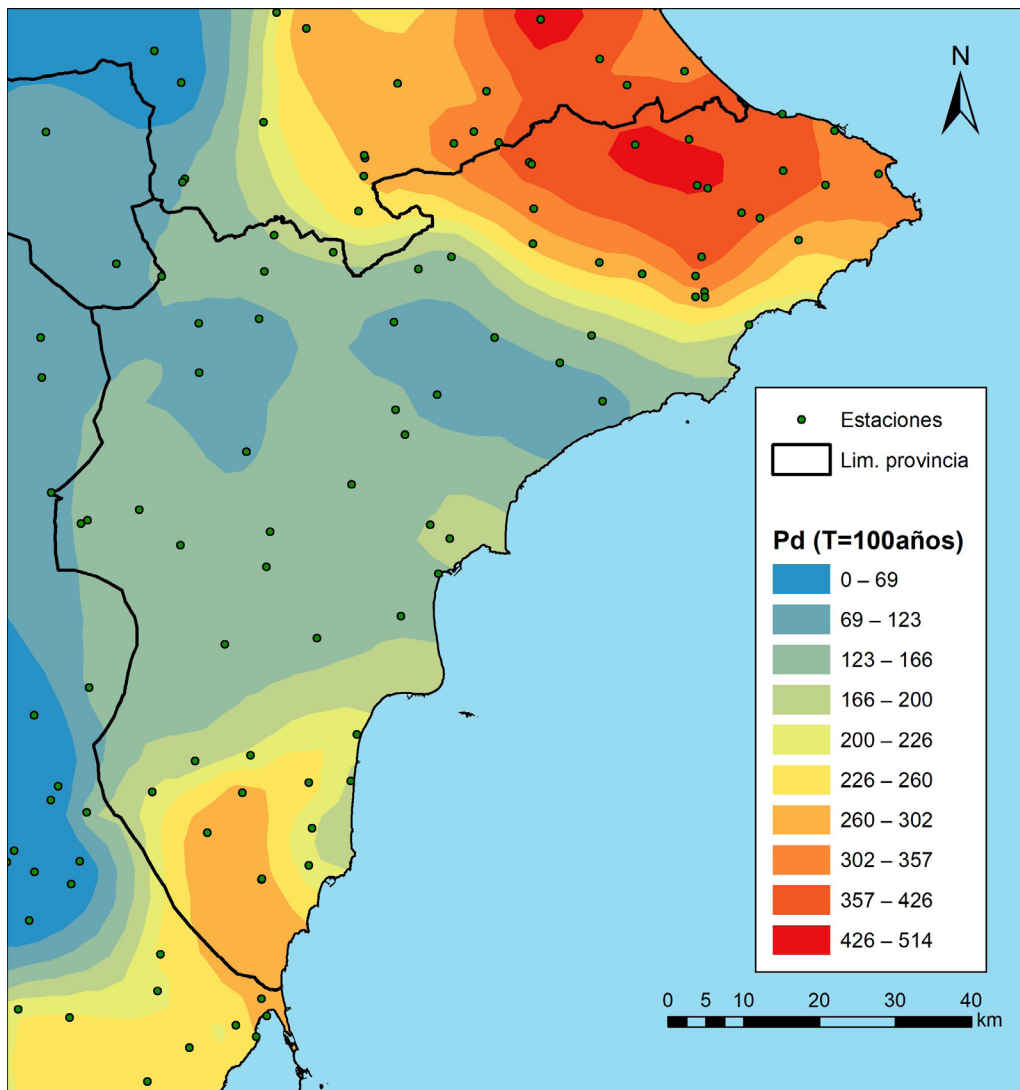 N
Estaciones
Lim. provincia
Pd (T=100años)
0 – 69
69 – 123
123 – 166
166 – 200
200 – 226
226 – 260
260 – 302
302 – 357
357 – 426
426 – 514
0 5 10 20 30 40
km